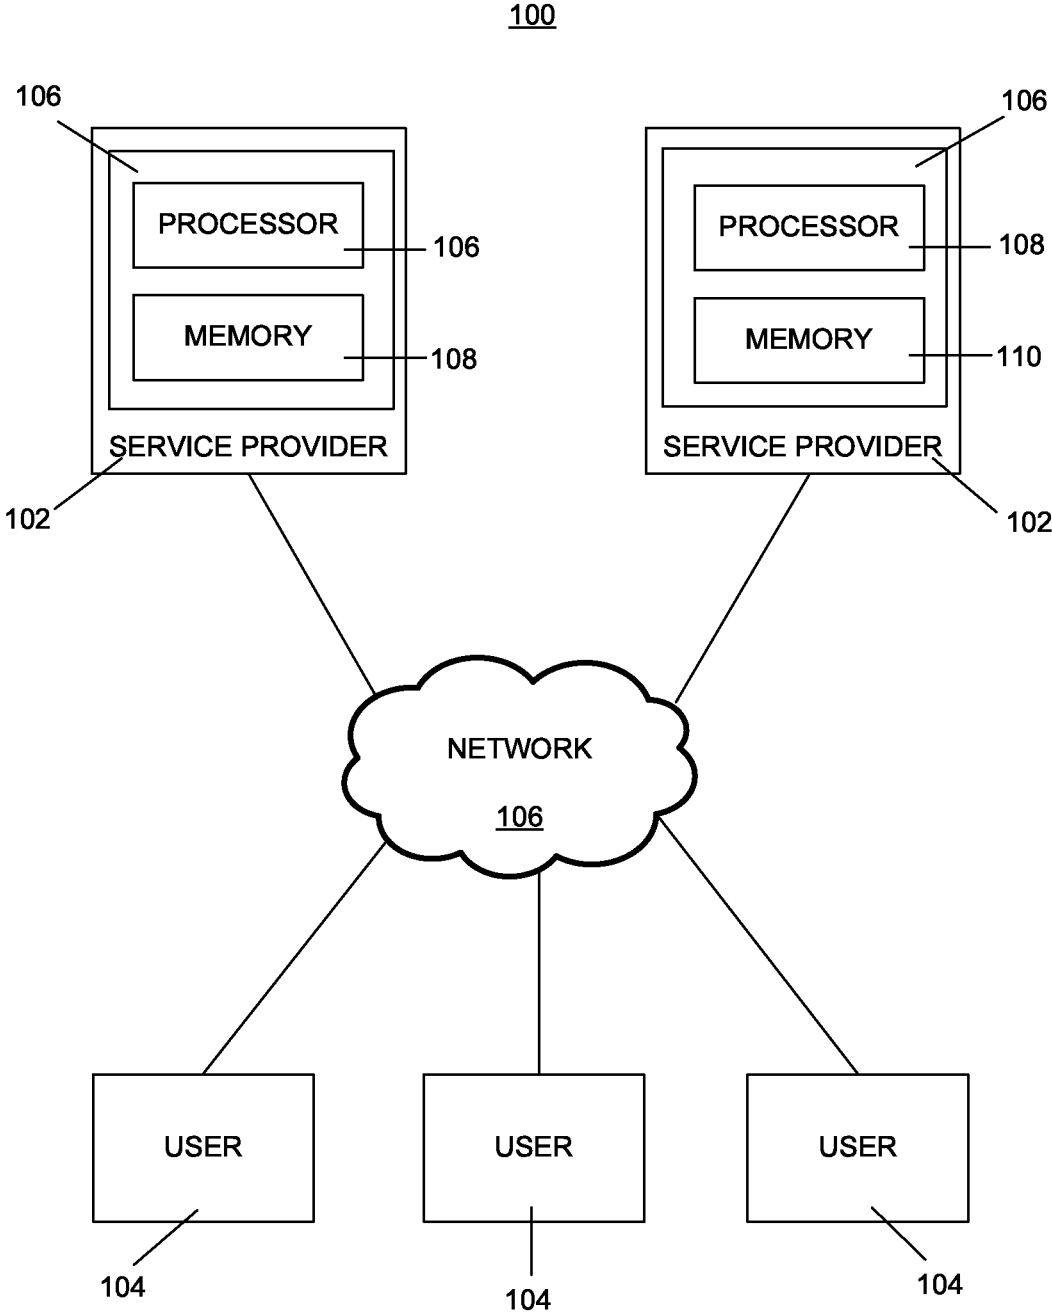 100
106
106
PROCESSOR
106
PROCESSOR
108
MEMORY
108
MEMORY
110
SERVICE PROVIDER
SERVICE PROVIDER
102
102
NETWORK
106
USER
USER
USER
104
104
104